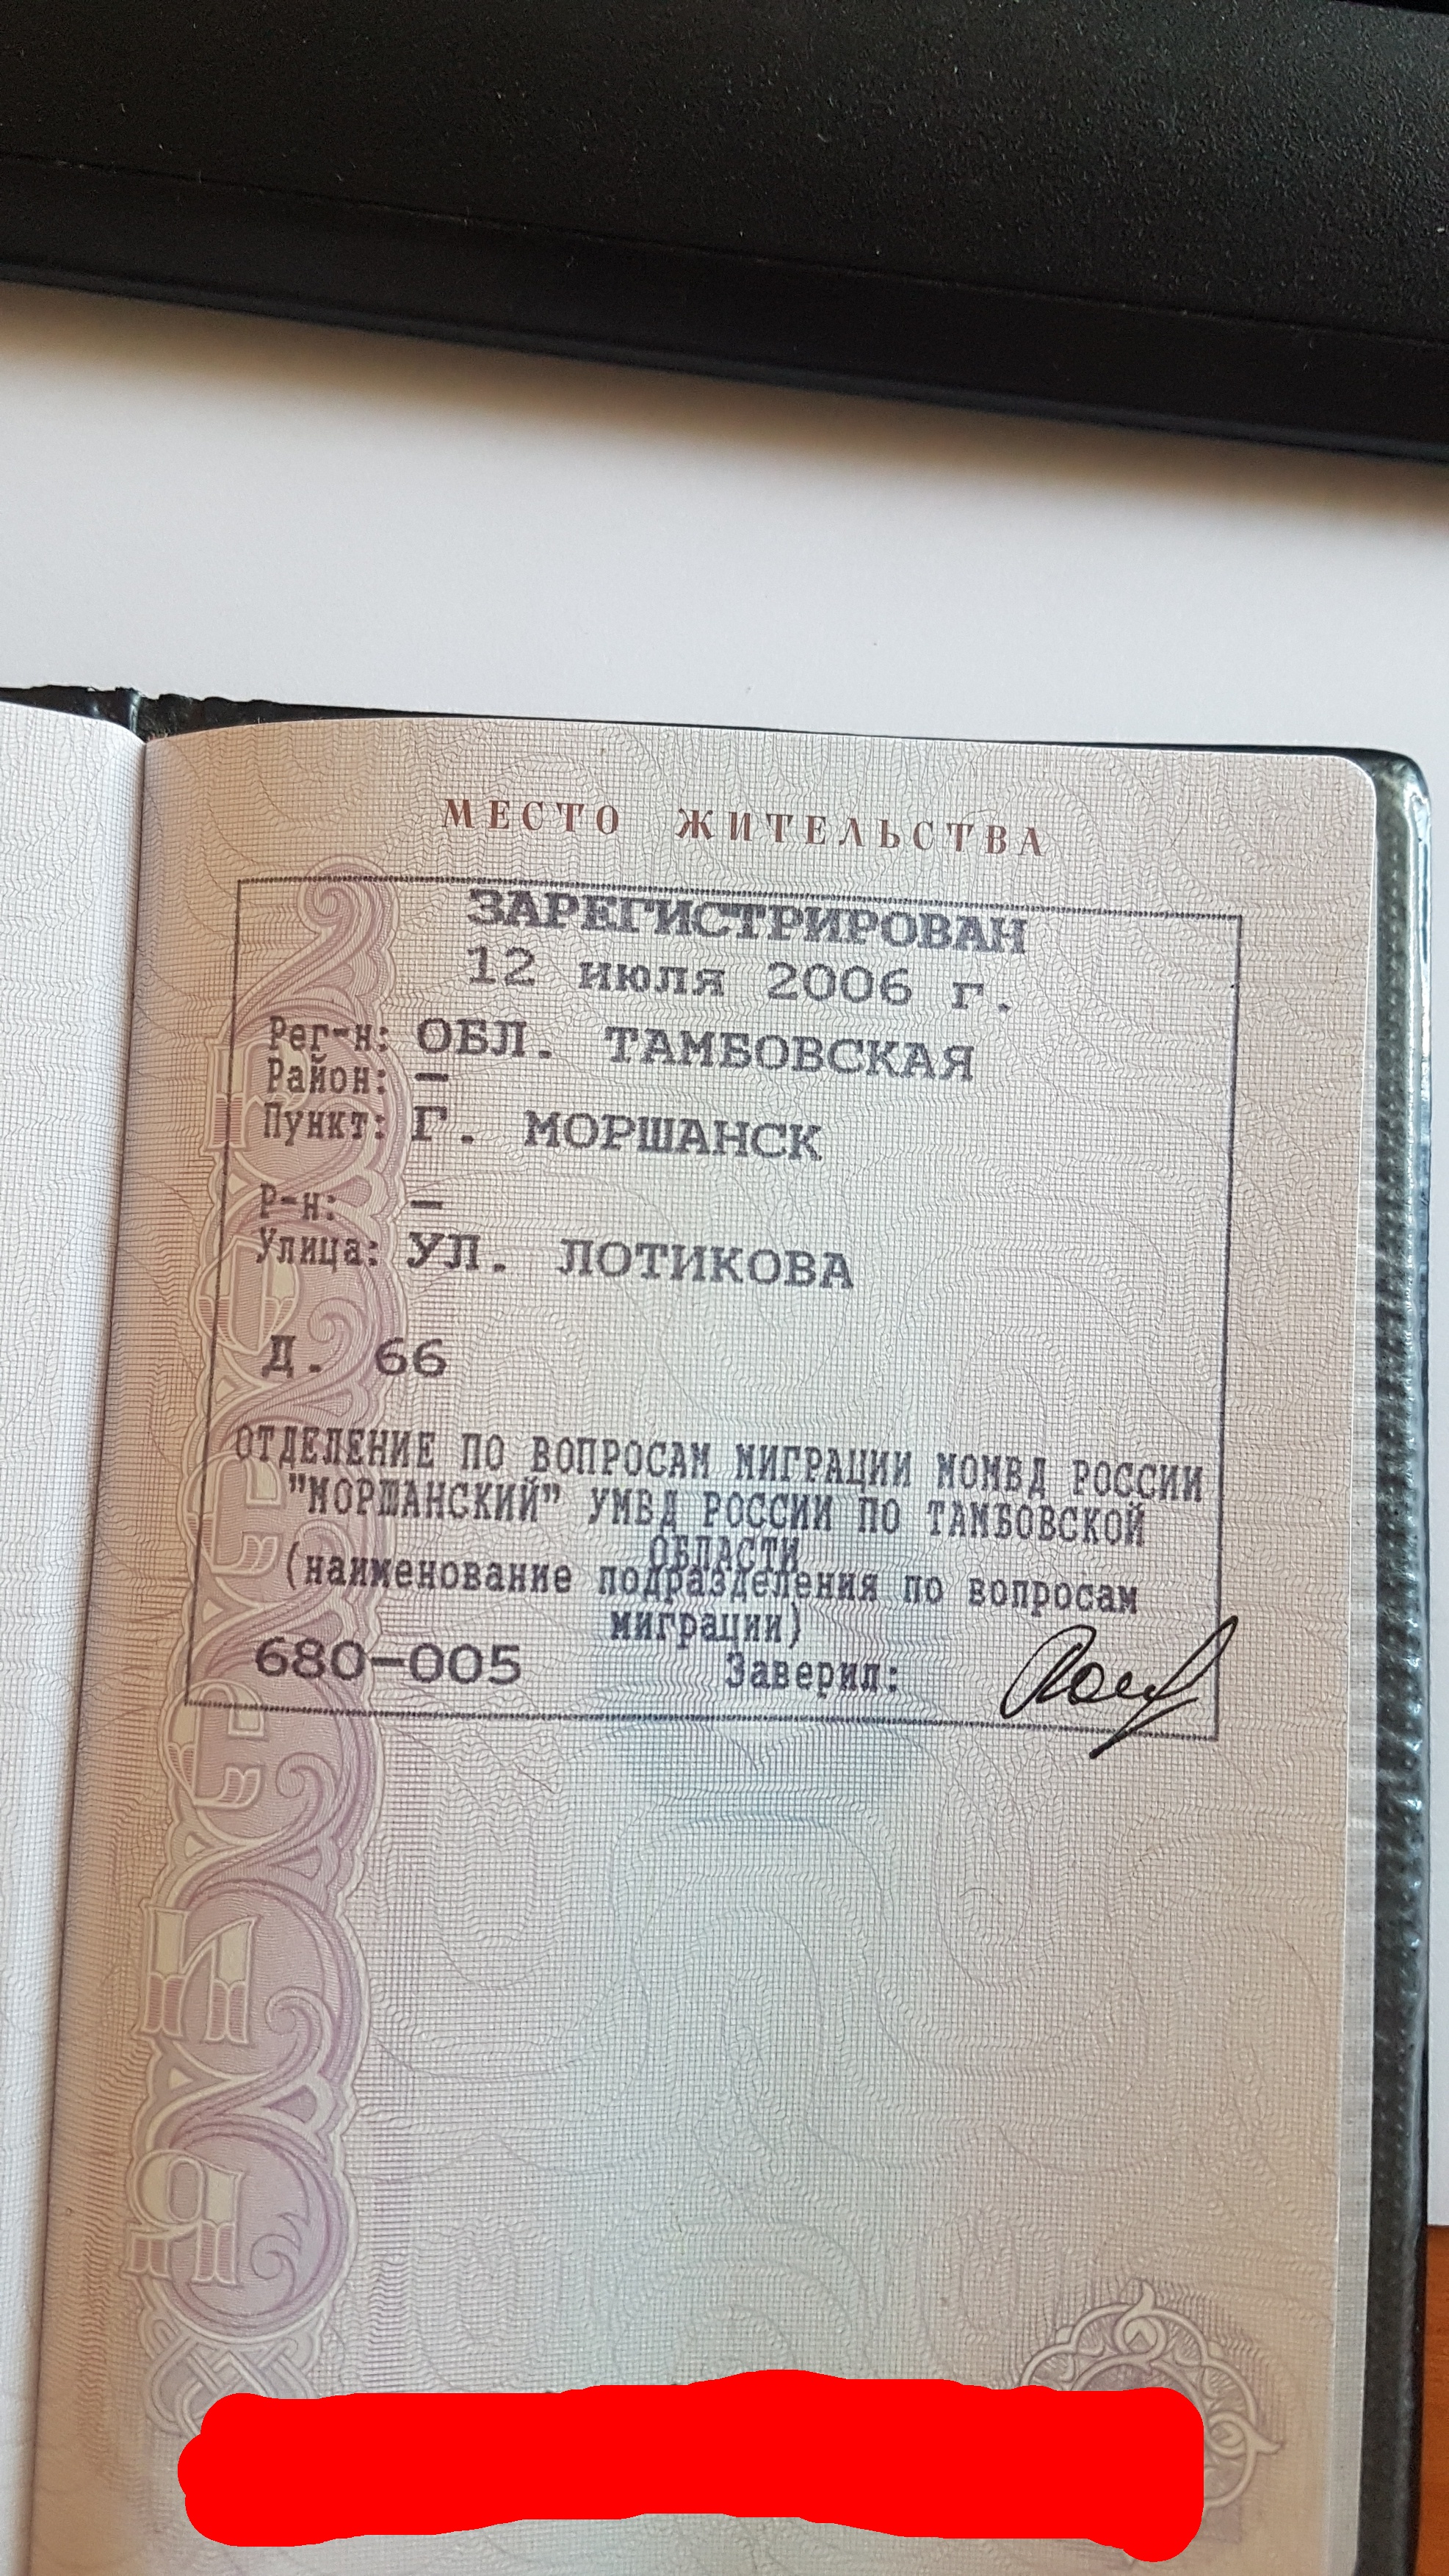 МЕСТО ЖИТЕЛЬСТВА
ЗАРЕГИСТРИРОВАН
12 июля 2006 г.
Рег-н: ОБЛ. ТАМБОВСКАЯ
Район: –
Пункт: Г. МОРШАНСК
Р-н: –
Улица: УЛ. ЛОТИКОВА
Д. 66
ОТДЕЛЕНИЕ ПО ВОПРОСАМ МИГРАЦИИ МОМВД РОССИИ
"МОРШАНСКИЙ" УМВД РОССИИ ПО ТАМБОВСКОЙ
ОБЛАСТИ
(наименование подразделения по вопросам
миграции)
680-005 Заверил: